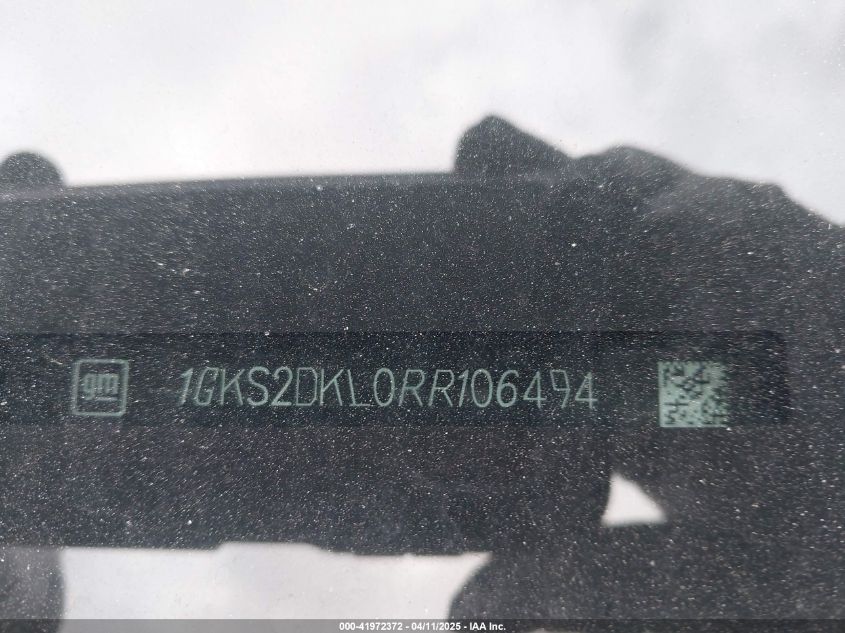 gm 1GKS2DKL0RR106494
000-41972372 - 04/11/2025 - IAA Inc.